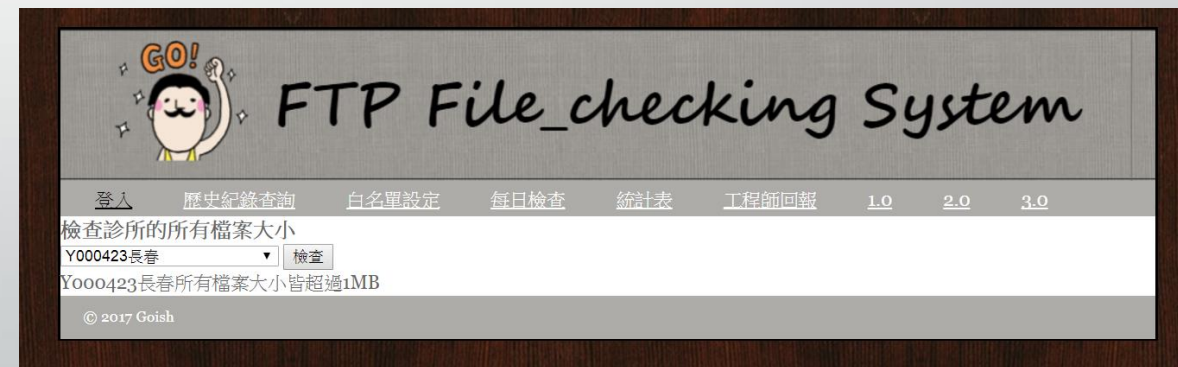 GO!
FTP File_checking System
登入 歷史紀錄查詢 白名單設定 每日檢查 統計表 工程師回報 1.0 2.0 3.0
檢查診所的所有檔案大小
Y000423長春 ▼ 檢查
Y000423長春所有檔案大小皆超過1MB
© 2017 Goish